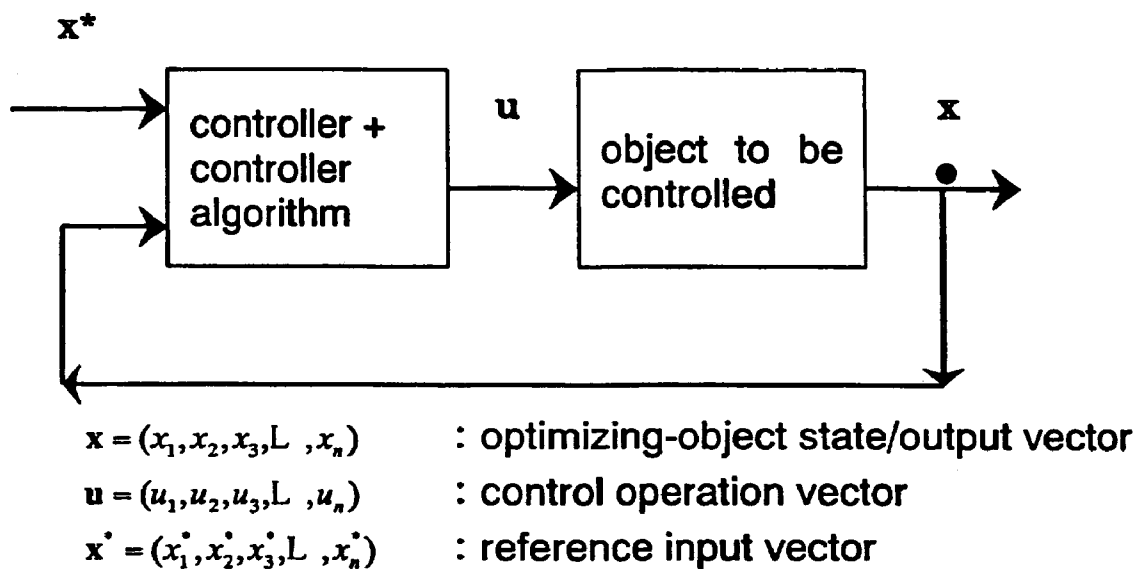 x*
controller +
controller
algorithm
u
object to be
controlled
x
x = (x₁,x₂,x₃,L ,xₙ) : optimizing-object state/output vector
u = (u₁,u₂,u₃,L ,uₙ) : control operation vector
x* = (x₁*,x₂*,x₃*,L ,xₙ*) : reference input vector